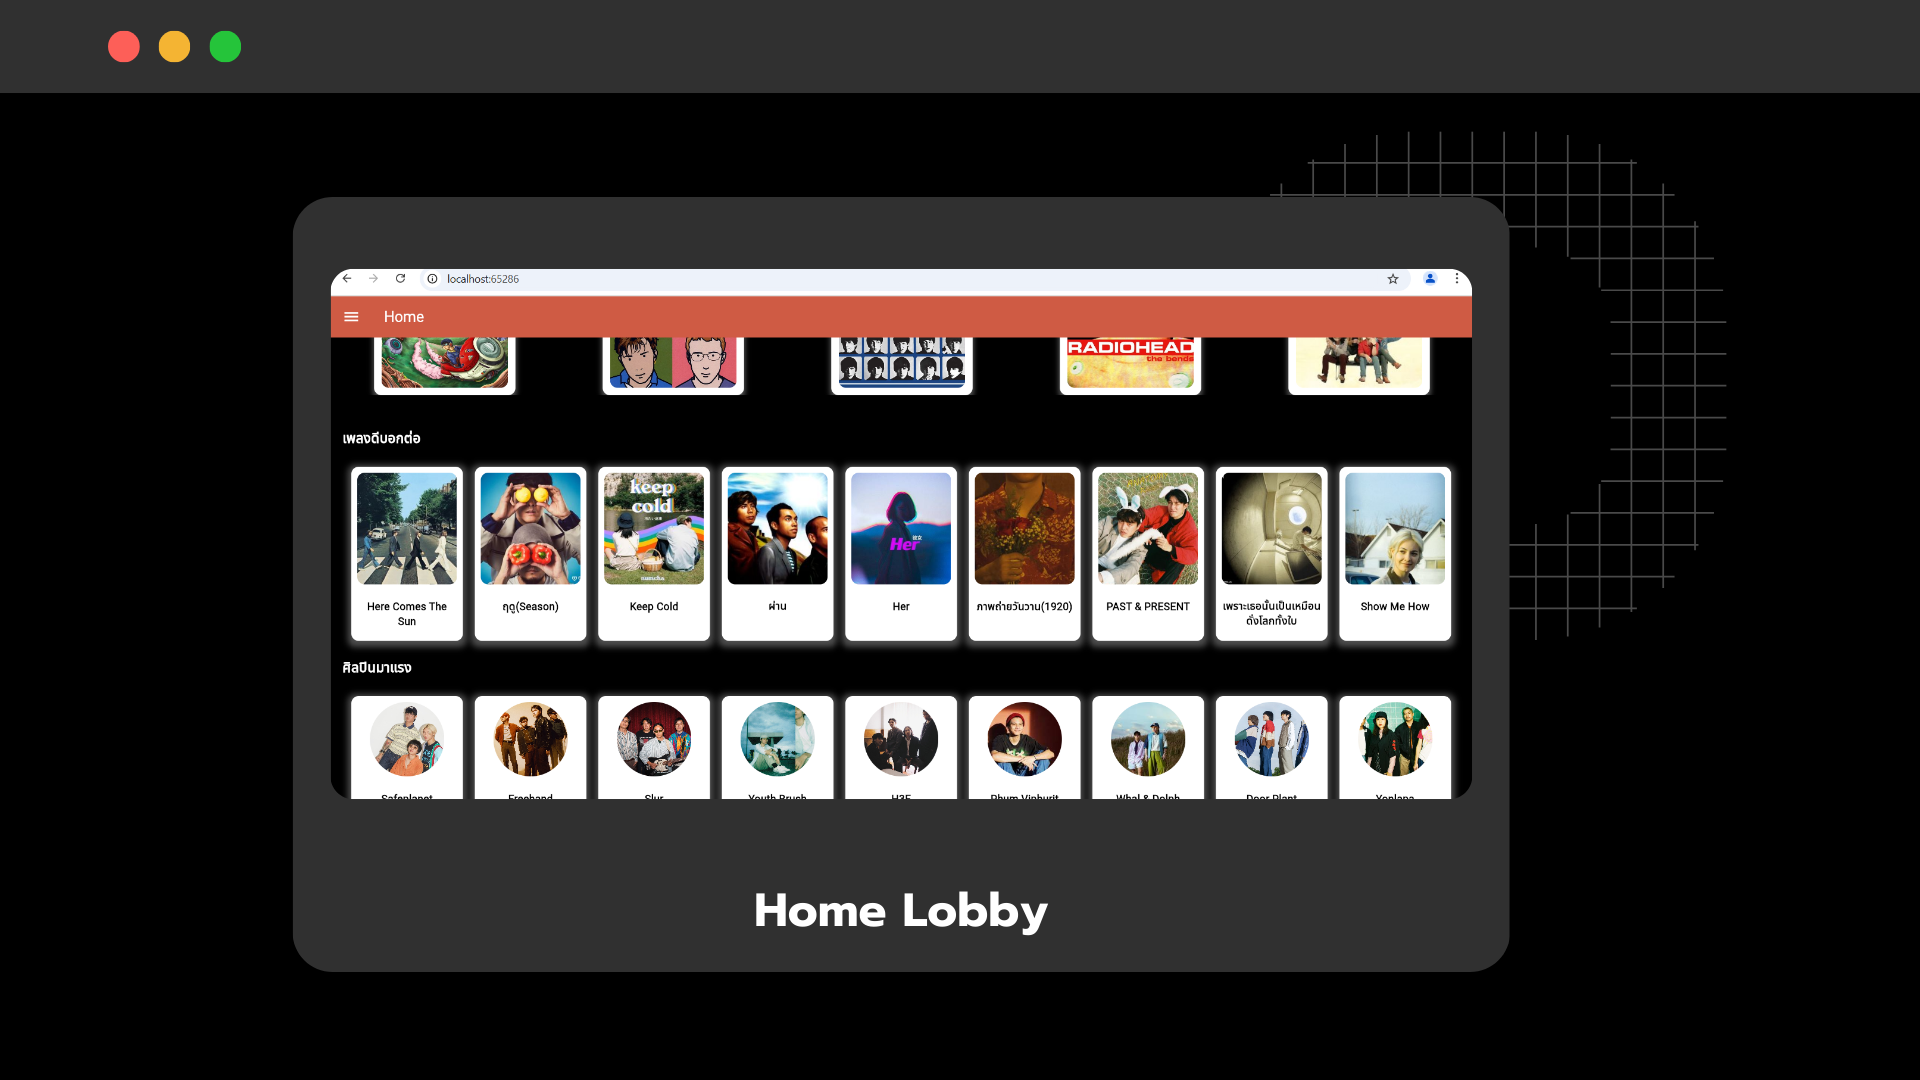 localhost:65286
Home
RADIOHEAD
the bends
เพลงดีบอกต่อ
keep
cold
Her
彼女
Here Comes The
Sun
ฤดู(Season)
Keep Cold
ผ่าน
Her
ภาพถ่ายวันวาน(1920)
PAST & PRESENT
เพราะเธอนั้นเป็นเหมือน
ดั่งโลกทั้งใบ
Show Me How
ศิลปินมาแรง
Safeplanet
Freehand
Slur
Youth Brush
H3F
Phum Viphurit
Whal & Dolph
Door Plant
Yonlapa
Home Lobby